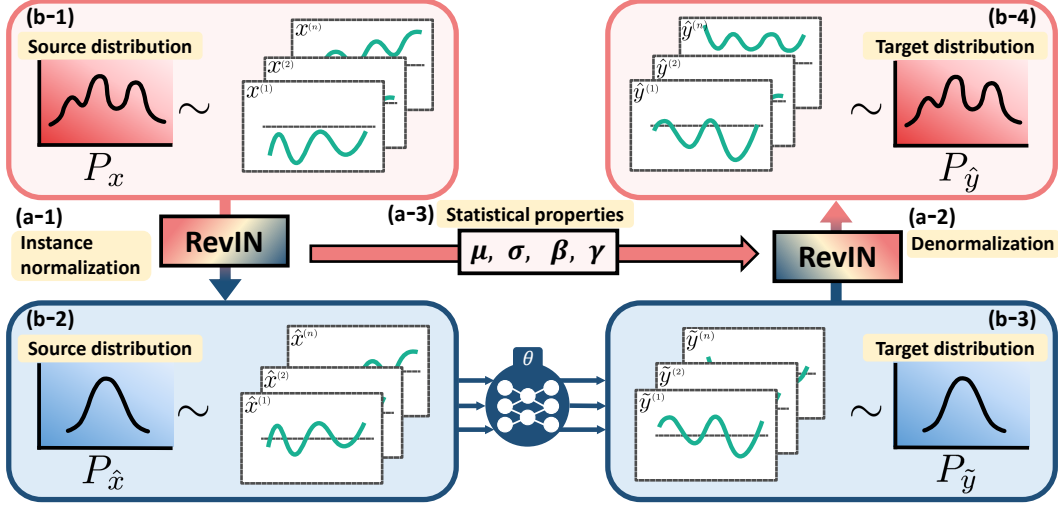 (b-1)
Source distribution
∼
P_x
x^{(n)}
x^{(2)}
x^{(1)}
(b-4)
Target distribution
ŷ^{(n)}
ŷ^{(2)}
ŷ^{(1)}
∼
P_ŷ
(a-1)
Instance
normalization
RevIN
(a-3)
Statistical properties
μ, σ, β, γ
RevIN
(a-2)
Denormalization
(b-2)
Source distribution
∼
P_x̂
x̂^{(n)}
x̂^{(2)}
x̂^{(1)}
θ
(b-3)
Target distribution
ỹ^{(n)}
ỹ^{(2)}
ỹ^{(1)}
∼
P_ỹ